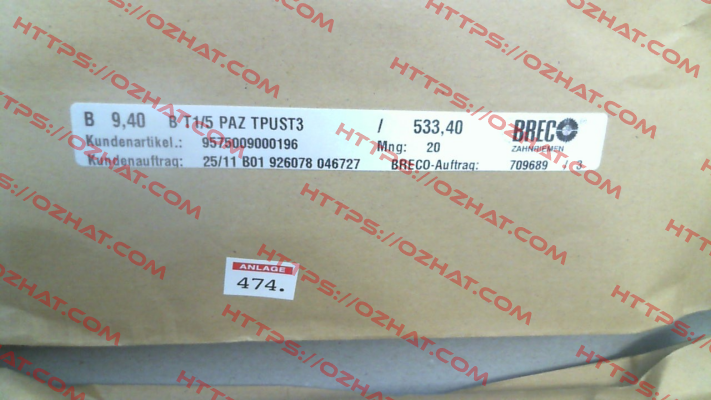 B 9,40 B T1/5 PAZ TPUST3 / 533,40
BRECO
ZAHNRIEMEN
Kundenartikel.: 9575009000196 Mng: 20
Kundenauftrag: 25/11 B01 926078 046727 BRECO-Auftrag: 709689 / 3
ANLAGE
474.
HTTPS://OZHAT.COM